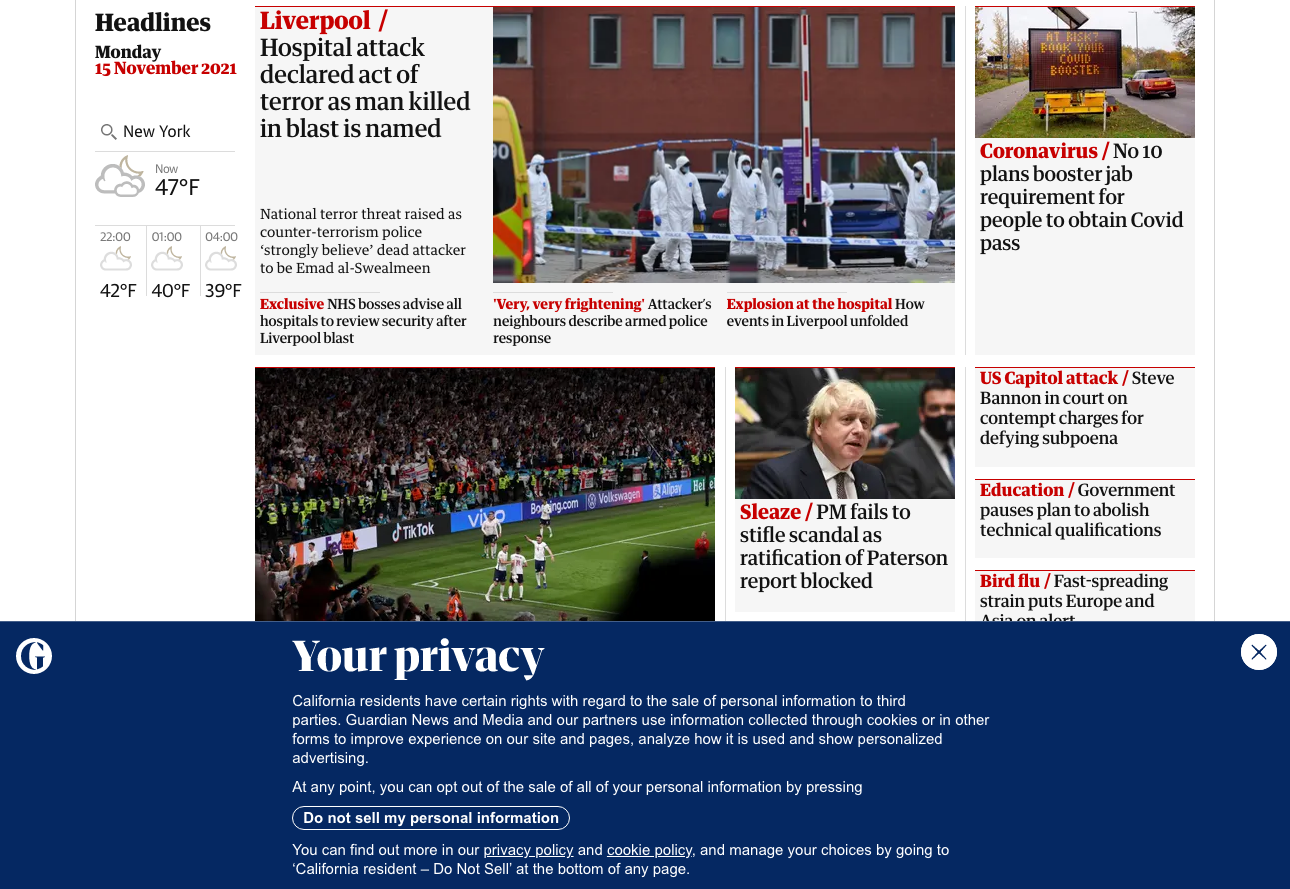 Headlines
Monday
15 November 2021
New York
Now
47°F
22:00
01:00
04:00
42°F
40°F
39°F
Liverpool /
Hospital attack
declared act of
terror as man killed
in blast is named
National terror threat raised as
counter-terrorism police
‘strongly believe’ dead attacker
to be Emad al-Swealmeen
Exclusive NHS bosses advise all
hospitals to review security after
Liverpool blast
'Very, very frightening' Attacker’s
neighbours describe armed police
response
Explosion at the hospital How
events in Liverpool unfolded
AT RISK?
BOOK YOUR
COVID
BOOSTER
Coronavirus / No 10
plans booster jab
requirement for
people to obtain Covid
pass
TikTok
vivo
Booking.com
Volkswagen
Alipay
Sleaze / PM fails to
stifle scandal as
ratification of Paterson
report blocked
US Capitol attack / Steve
Bannon in court on
contempt charges for
defying subpoena
Education / Government
pauses plan to abolish
technical qualifications
Bird flu / Fast-spreading
strain puts Europe and
Asia on alert
Your privacy
California residents have certain rights with regard to the sale of personal information to third
parties. Guardian News and Media and our partners use information collected through cookies or in other
forms to improve experience on our site and pages, analyze how it is used and show personalized
advertising.
At any point, you can opt out of the sale of all of your personal information by pressing
Do not sell my personal information
You can find out more in our privacy policy and cookie policy, and manage your choices by going to
‘California resident – Do Not Sell’ at the bottom of any page.